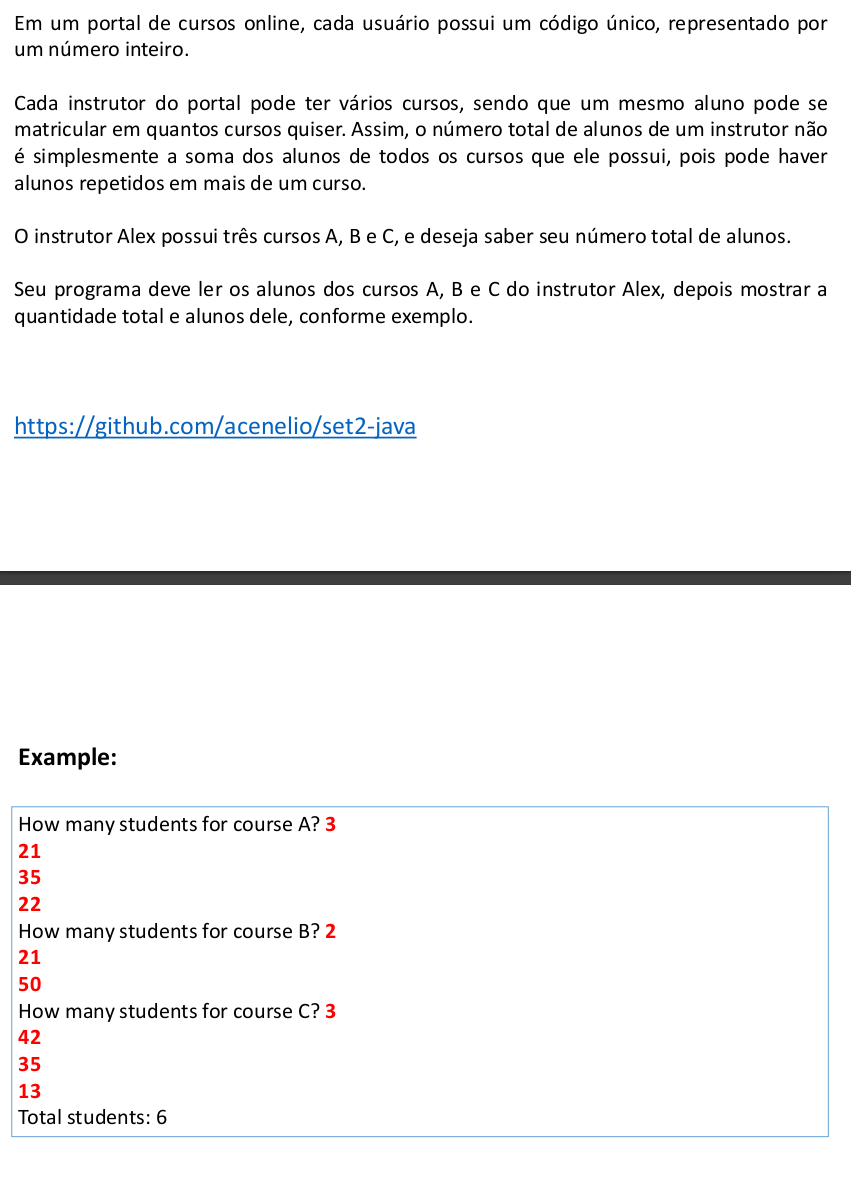 Em um portal de cursos online, cada usuário possui um código único, representado por
um número inteiro.
Cada instrutor do portal pode ter vários cursos, sendo que um mesmo aluno pode se
matricular em quantos cursos quiser. Assim, o número total de alunos de um instrutor não
é simplesmente a soma dos alunos de todos os cursos que ele possui, pois pode haver
alunos repetidos em mais de um curso.
O instrutor Alex possui três cursos A, B e C, e deseja saber seu número total de alunos.
Seu programa deve ler os alunos dos cursos A, B e C do instrutor Alex, depois mostrar a
quantidade total e alunos dele, conforme exemplo.
https://github.com/acenelio/set2-java
Example:
How many students for course A? 3
21
35
22
How many students for course B? 2
21
50
How many students for course C? 3
42
35
13
Total students: 6